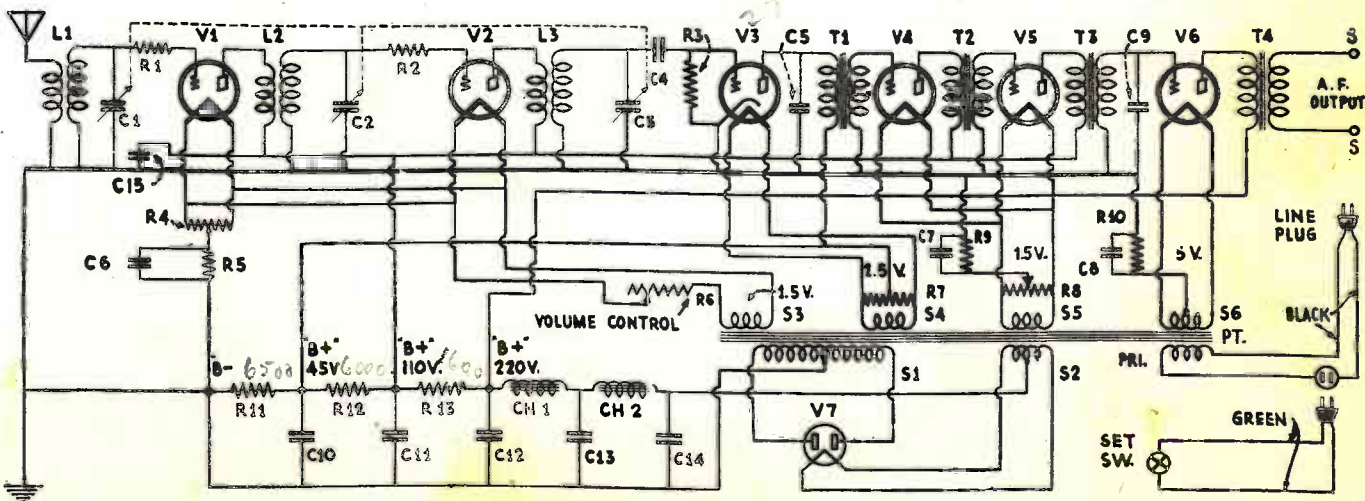 L1 V1 L2 V2 L3 R3 V3 C5 T1 V4 T2 V5 T3 C9 V6 T4 S
R1 R2 C4
C1 C2 C3
A.F.
OUTPUT
S
C15
R4
C6 R5
C7 R9
R10
C8
LINE
PLUG
1.5V. 2.5V. 1.5V. 5V.
R6 R7 R8
VOLUME CONTROL
S3 S4 S5 S6
PT.
BLACK
"B- 6500 "B+" 45V 6000 "B+" 110V. 600 "B+" 220V.
R11 R12 R13 CH 1 CH 2
S1 S2 PRI.
V7
C10 C11 C12 C13 C14
GREEN
SET
SW.